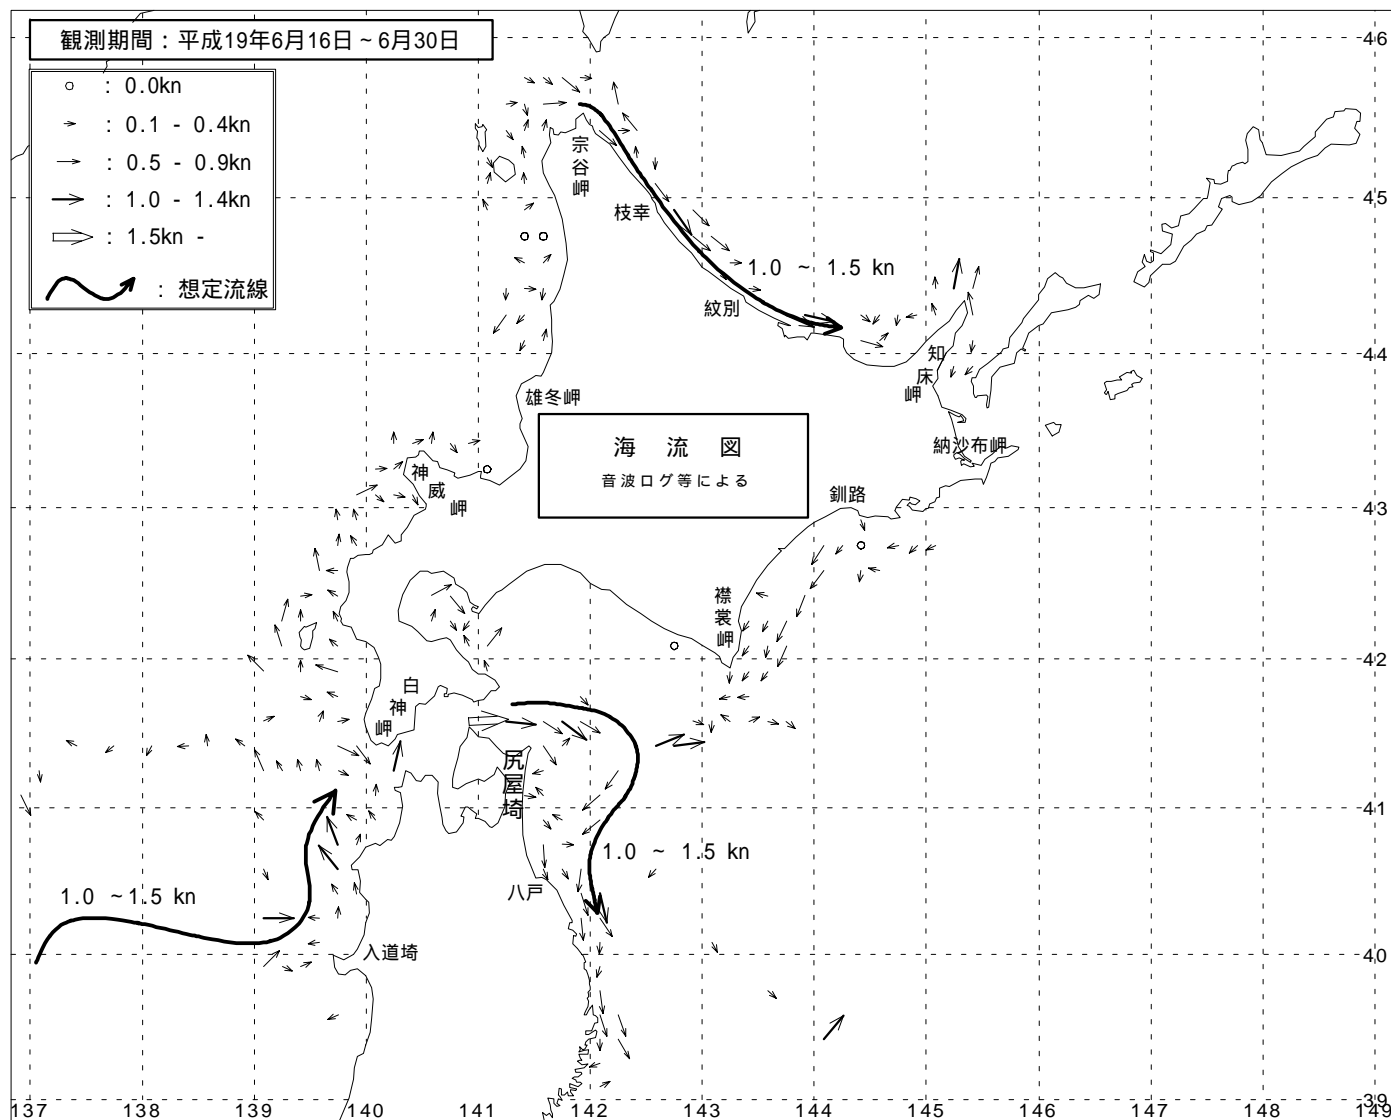 観測期間：平成19年6月16日～6月30日
：0.0kn
：0.1 - 0.4kn
：0.5 - 0.9kn
：1.0 - 1.4kn
：1.5kn -
：想定流線
海流図
音波ログ等による
宗谷岬
枝幸
1.0 ～ 1.5 kn
紋別
知床岬
雄冬岬
納沙布岬
神威岬
釧路
襟裳岬
白神岬
尻屋埼
1.0 ～ 1.5 kn
八戸
1.0 ～1.5 kn
入道埼
46
45
44
43
42
41
40
39
137 138 139 140 141 142 143 144 145 146 147 148 149